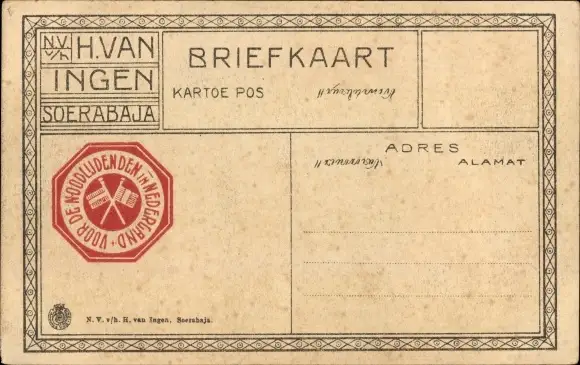 N.V. v/h H. VAN
INGEN
SOERABAJA
BRIEFKAART
KARTOE POS
ADRES
ALAMAT
VOOR DE NOODLIJDENDEN IN NEDERLAND
N. V. v/h. H. van Ingen, Soerabaja.